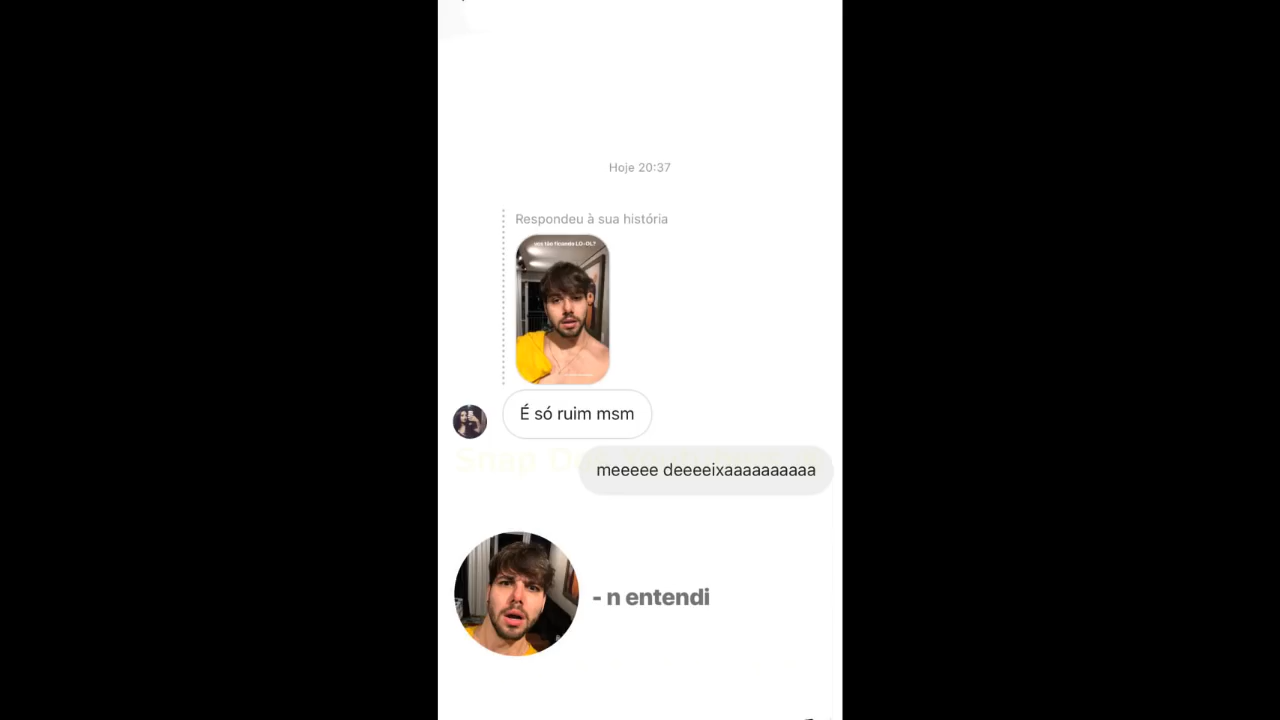 Hoje 20:37
Respondeu à sua história
É só ruim msm
meeeee deeeeixaaaaaaaaaa
- n entendi